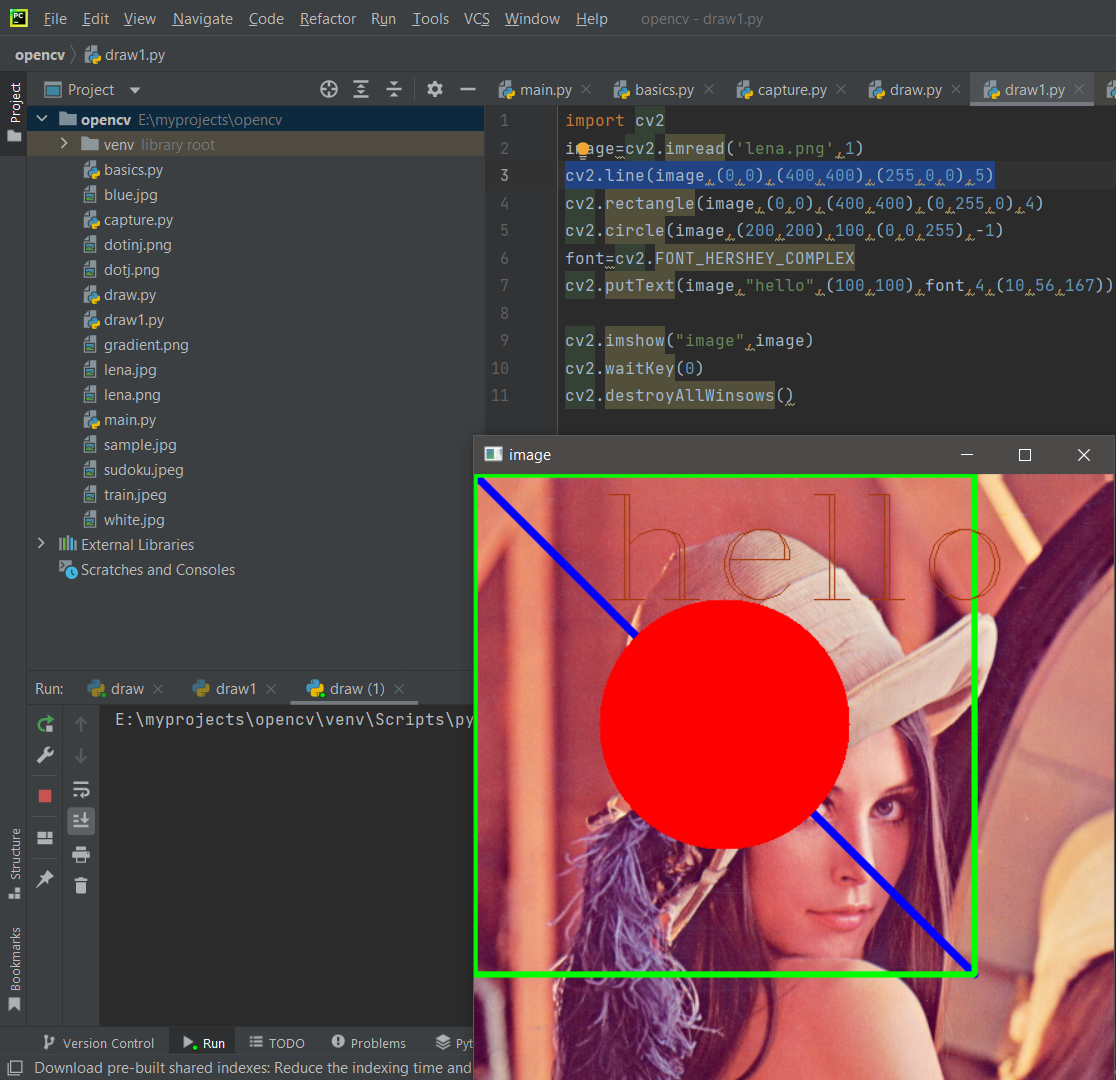 PC File Edit View Navigate Code Refactor Run Tools VCS Window Help opencv - draw1.py
opencv draw1.py
Project
Project main.py basics.py capture.py draw.py draw1.py
opencv E:\myprojects\opencv
venv library root
basics.py
blue.jpg
capture.py
dotinj.png
dotj.png
draw.py
draw1.py
gradient.png
lena.jpg
lena.png
main.py
sample.jpg
sudoku.jpeg
train.jpeg
white.jpg
External Libraries
Scratches and Consoles
1 import cv2
2 image=cv2.imread('lena.png',1)
3 cv2.line(image,(0,0),(400,400),(255,0,0),5)
4 cv2.rectangle(image,(0,0),(400,400),(0,255,0),4)
5 cv2.circle(image,(200,200),100,(0,0,255),-1)
6 font=cv2.FONT_HERSHEY_COMPLEX
7 cv2.putText(image,"hello",(100,100),font,4,(10,56,167))
8
9 cv2.imshow("image",image)
10 cv2.waitKey(0)
11 cv2.destroyAllWinsows()
image
hello
Run: draw draw1 draw (1)
E:\myprojects\opencv\venv\Scripts\py
Structure
Bookmarks
Version Control Run TODO Problems Pyt
Download pre-built shared indexes: Reduce the indexing time and